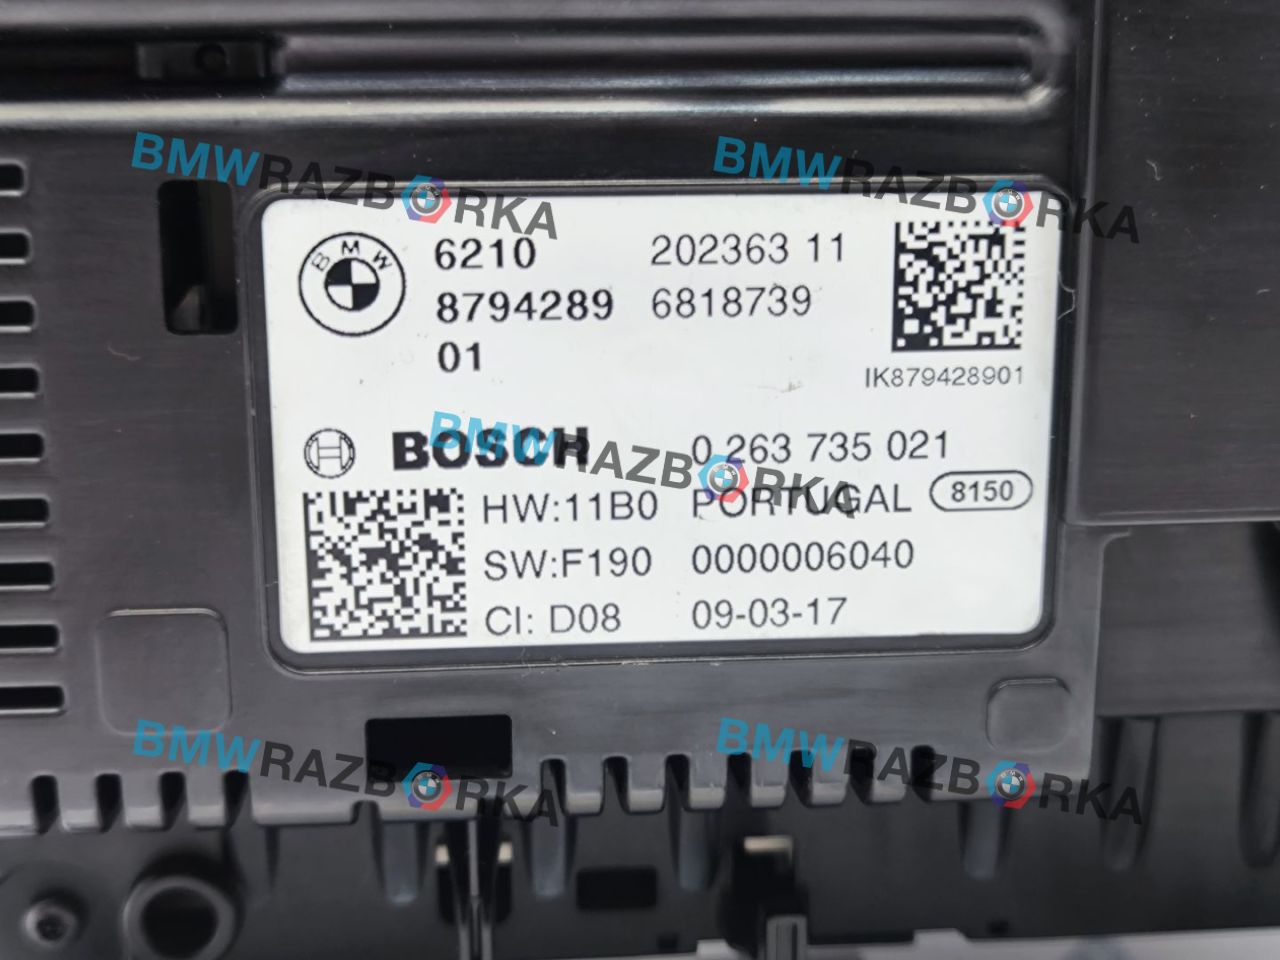 BMWRAZBORKA
BMWRAZBORKA
BMW
6210 202363 11
8794289 6818739
01
IK879428901
BOSCH 0 263 735 021
BMWRAZBORKA
HW:11B0 PORTUGAL 8150
SW:F190 0000006040
CI: D08 09-03-17
BMWRAZBORKA
BMWRAZBORKA